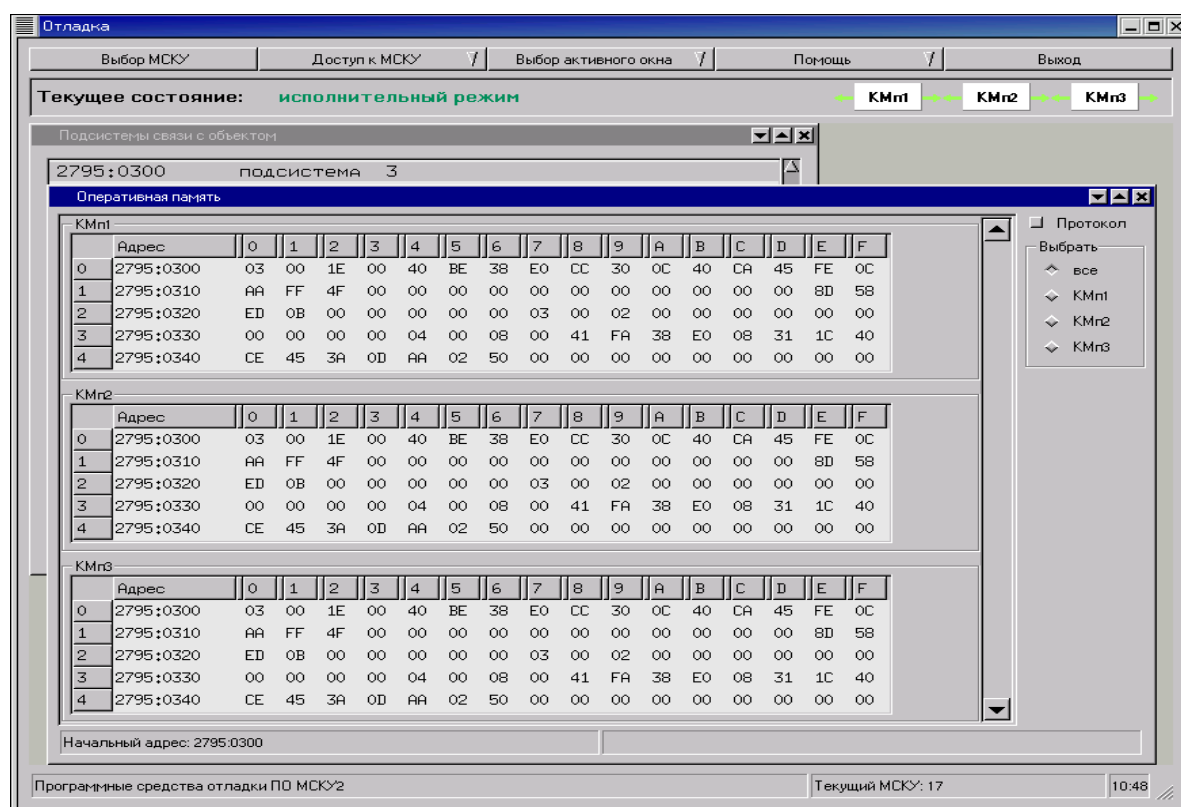 Отладка
Выбор МСКУ Доступ к МСКУ Выбор активного окна Помощь Выход
Текущее состояние: исполнительный режим КМп1 КМп2 КМп3
Подсистемы связи с объектом
2795:0300 подсистема 3
Оперативная память
КМп1
Адрес 0 1 2 3 4 5 6 7 8 9 A B C D E F
0 2795:0300 03 00 1E 00 40 BE 38 E0 CC 30 0C 40 CA 45 FE 0C
1 2795:0310 AA FF 4F 00 00 00 00 00 00 00 00 00 00 00 8D 58
2 2795:0320 ED 0B 00 00 00 00 00 03 00 02 00 00 00 00 00 00
3 2795:0330 00 00 00 00 04 00 08 00 41 FA 38 E0 08 31 1C 40
4 2795:0340 CE 45 3A 0D AA 02 50 00 00 00 00 00 00 00 00 00
КМп2
Адрес 0 1 2 3 4 5 6 7 8 9 A B C D E F
0 2795:0300 03 00 1E 00 40 BE 38 E0 CC 30 0C 40 CA 45 FE 0C
1 2795:0310 AA FF 4F 00 00 00 00 00 00 00 00 00 00 00 8D 58
2 2795:0320 ED 0B 00 00 00 00 00 03 00 02 00 00 00 00 00 00
3 2795:0330 00 00 00 00 04 00 08 00 41 FA 38 E0 08 31 1C 40
4 2795:0340 CE 45 3A 0D AA 02 50 00 00 00 00 00 00 00 00 00
КМп3
Адрес 0 1 2 3 4 5 6 7 8 9 A B C D E F
0 2795:0300 03 00 1E 00 40 BE 38 E0 CC 30 0C 40 CA 45 FE 0C
1 2795:0310 AA FF 4F 00 00 00 00 00 00 00 00 00 00 00 8D 58
2 2795:0320 ED 0B 00 00 00 00 00 03 00 02 00 00 00 00 00 00
3 2795:0330 00 00 00 00 04 00 08 00 41 FA 38 E0 08 31 1C 40
4 2795:0340 CE 45 3A 0D AA 02 50 00 00 00 00 00 00 00 00 00
Протокол
Выбрать
все
КМп1
КМп2
КМп3
Начальный адрес: 2795:0300
Программные средства отладки ПО МСКУ2 Текущий МСКУ: 17 10:48